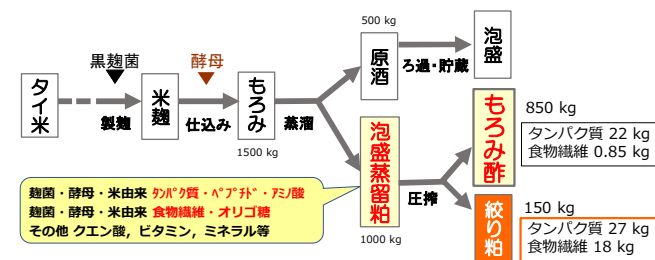 タイ米
黒麹菌
製麹
米麹
酵母
仕込み
もろみ
1500 kg
蒸溜
500 kg
原酒
ろ過・貯蔵
泡盛
泡盛蒸留粕
1000 kg
圧搾
もろみ酢
850 kg
タンパク質 22 kg
食物繊維 0.85 kg
絞り粕
150 kg
タンパク質 27 kg
食物繊維 18 kg
麹菌・酵母・米由来 ﾀﾝﾊﾟｸ質・ﾍﾟﾌﾟﾁﾄﾞ・ｱﾐﾉ酸
麹菌・酵母・米由来 食物繊維・オリゴ糖
その他 クエン酸, ビタミン, ミネラル等